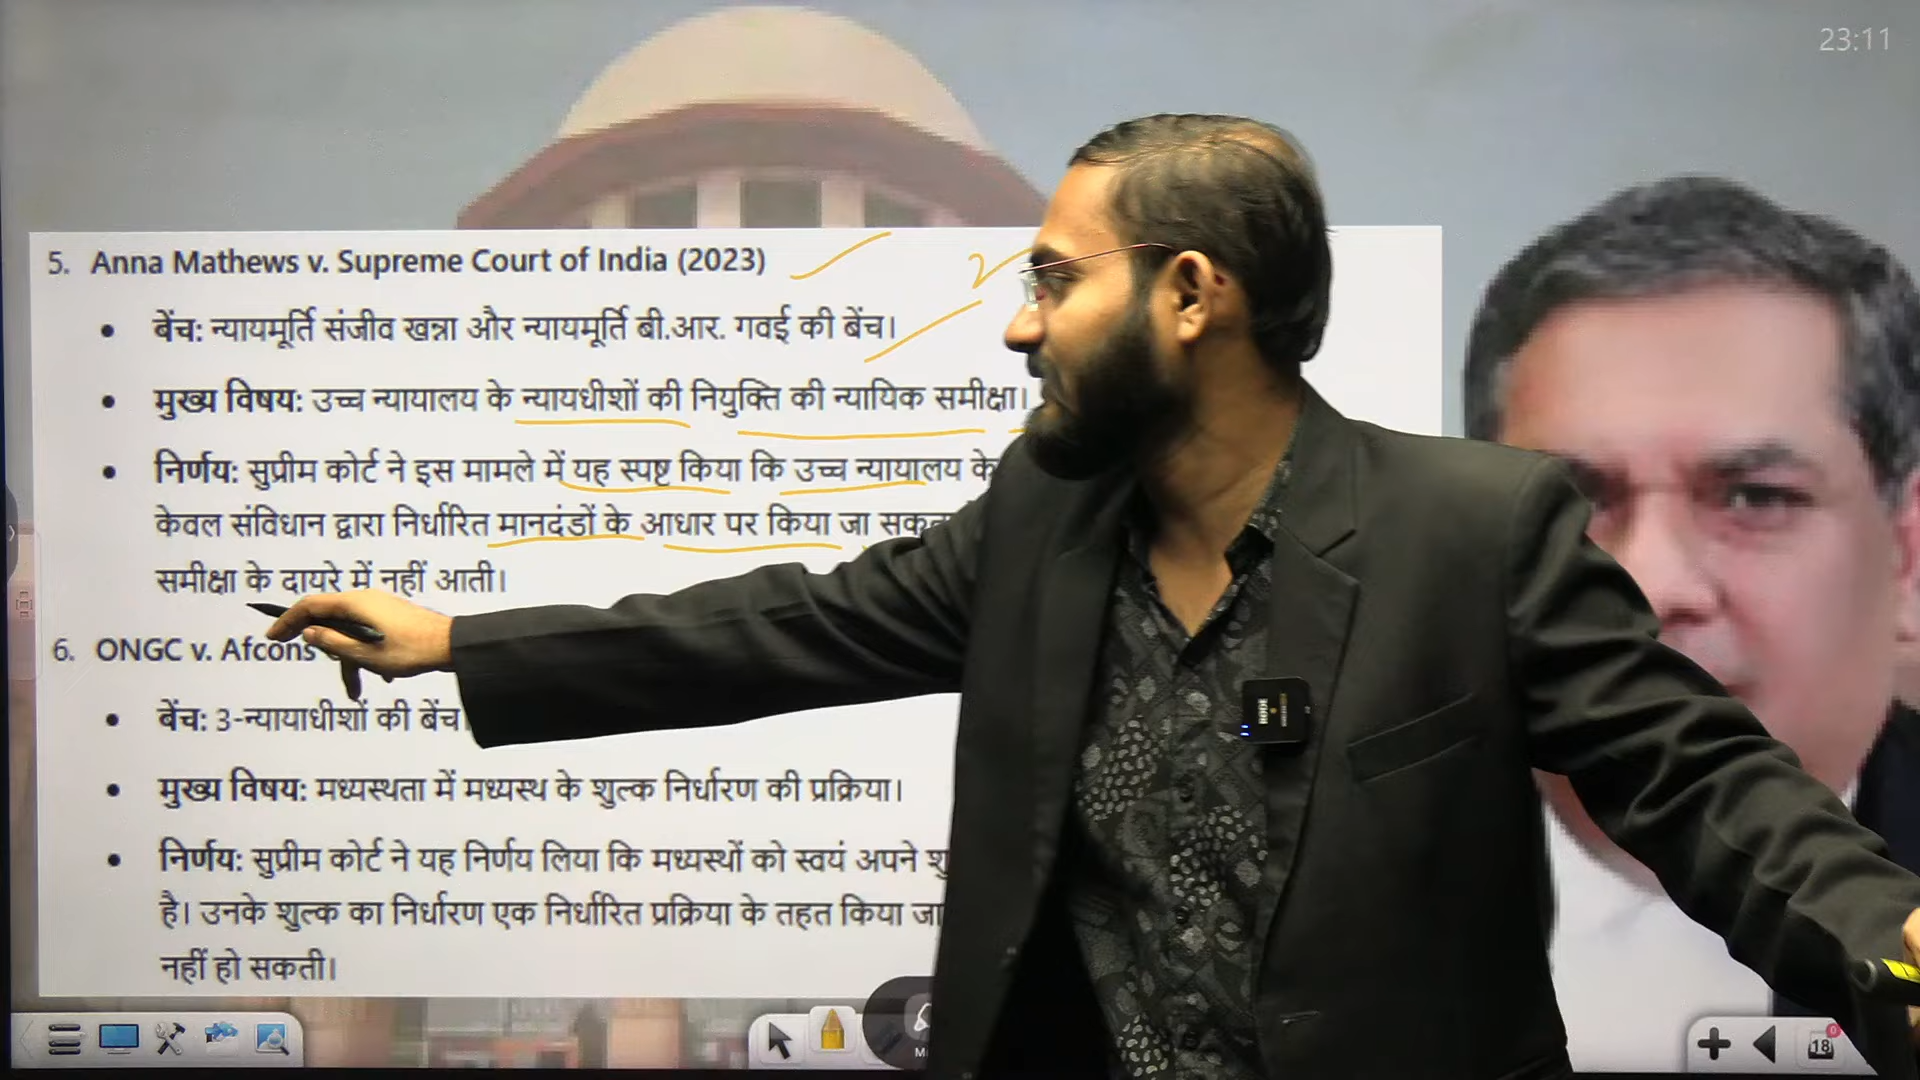 23:11
5. Anna Mathews v. Supreme Court of India (2023)
2
• बेंच: न्यायमूर्ति संजीव खन्ना और न्यायमूर्ति बी.आर. गवई की बेंच।
• मुख्य विषय: उच्च न्यायालय के न्यायधीशों की नियुक्ति की न्यायिक समीक्षा।
• निर्णय: सुप्रीम कोर्ट ने इस मामले में यह स्पष्ट किया कि उच्च न्यायालय के
केवल संविधान द्वारा निर्धारित मानदंडों के आधार पर किया जा
समीक्षा के दायरे में नहीं आती।
6. ONGC v. Afcons
• बेंच: 3-न्यायाधीशों की बेंच
• मुख्य विषय: मध्यस्थता में मध्यस्थ के शुल्क निर्धारण की प्रक्रिया।
• निर्णय: सुप्रीम कोर्ट ने यह निर्णय लिया कि मध्यस्थों को स्वयं अपने
है। उनके शुल्क का निर्धारण एक निर्धारित प्रक्रिया के तहत किया
नहीं हो सकती।
RODE
18